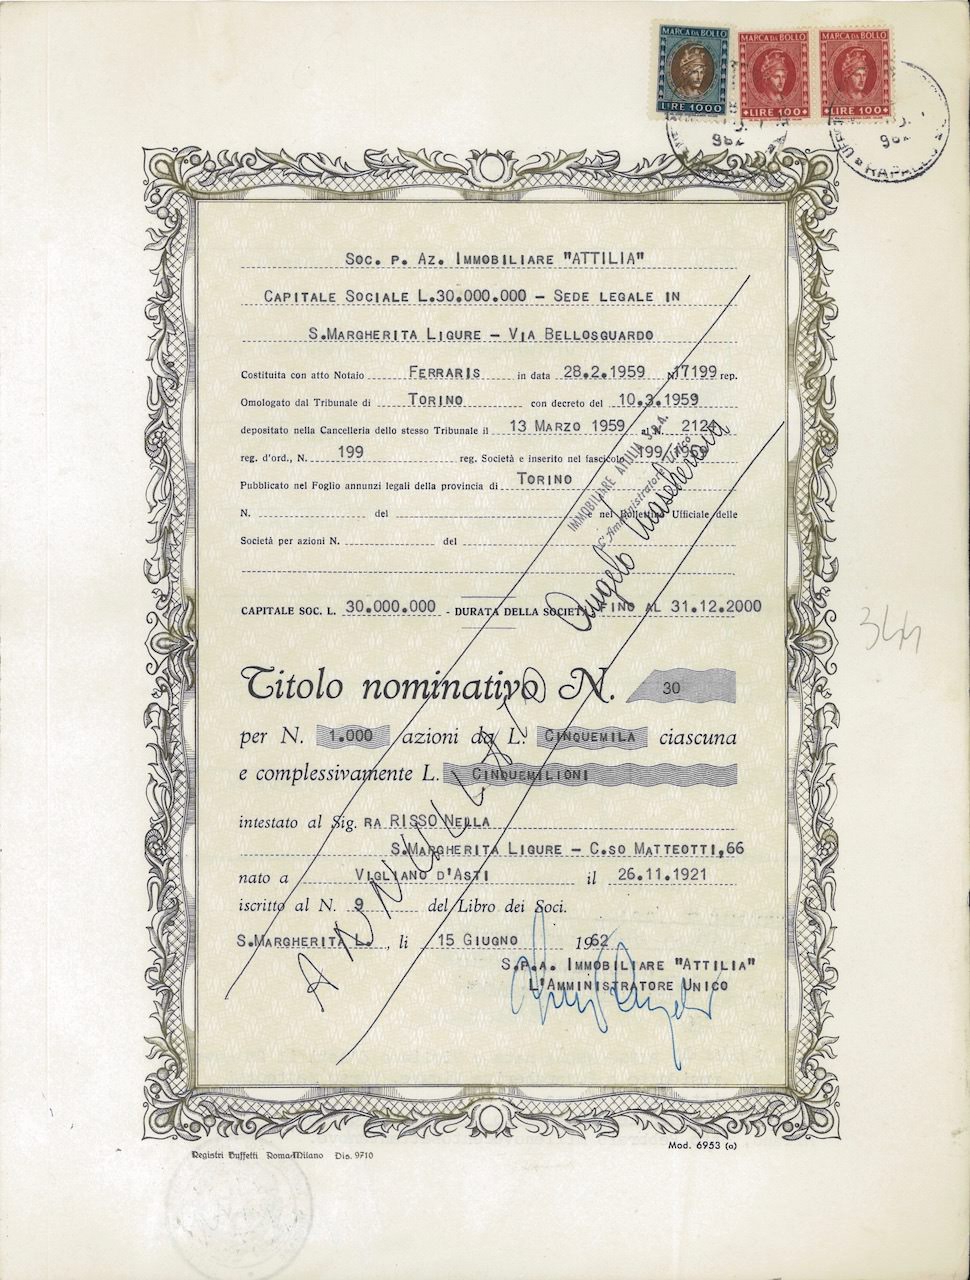 MARCA DA BOLLO MARCA DA BOLLO MARCA DA BOLLO
LIRE 1000 LIRE 100 LIRE 100
RAPALLO
SOC. P. AZ. IMMOBILIARE "ATTILIA"
CAPITALE SOCIALE L.30.000.000 - SEDE LEGALE IN
S.MARGHERITA LIGURE - VIA BELLOSGUARDO
Costituita con atto Notaio FERRARIS in data 28.2.1959 N.17199 rep.
Omologato dal Tribunale di TORINO con decreto del 10.3.1959
depositato nella Cancelleria dello stesso Tribunale il 13 MARZO 1959 al N. 2124
reg. d'ord., N. 199 reg. Società e inserito nel fascicolo 199/1959
Pubblicato nel Foglio annunzi legali della provincia di TORINO
N. del nel Bollettino Ufficiale delle
Società per azioni N. del
IMMOBILIARE ATTILIA S.p.A.
L'Amministratore Unico
Angelo
CAPITALE SOC. L. 30.000.000 - DURATA DELLA SOCIETÀ FINO AL 31.12.2000
344
Titolo nominativo N. 30
per N. 1.000 azioni da L. CINQUEMILA ciascuna
e complessivamente L. CINQUEMILIONI
intestato al Sig. RA RISSO NELLA
S.MARGHERITA LIGURE - C.SO MATTEOTTI,66
nato a VIGLIANO D'ASTI il 26.11.1921
iscritto al N. 9 del Libro dei Soci.
S.MARGHERITA L. , li 15 GIUGNO 1962
ANNULLATO
S.P.A. IMMOBILIARE "ATTILIA"
L'AMMINISTRATORE UNICO
Mod. 6953 (o)
Registri Buffetti Roma-Milano Dis. 9710